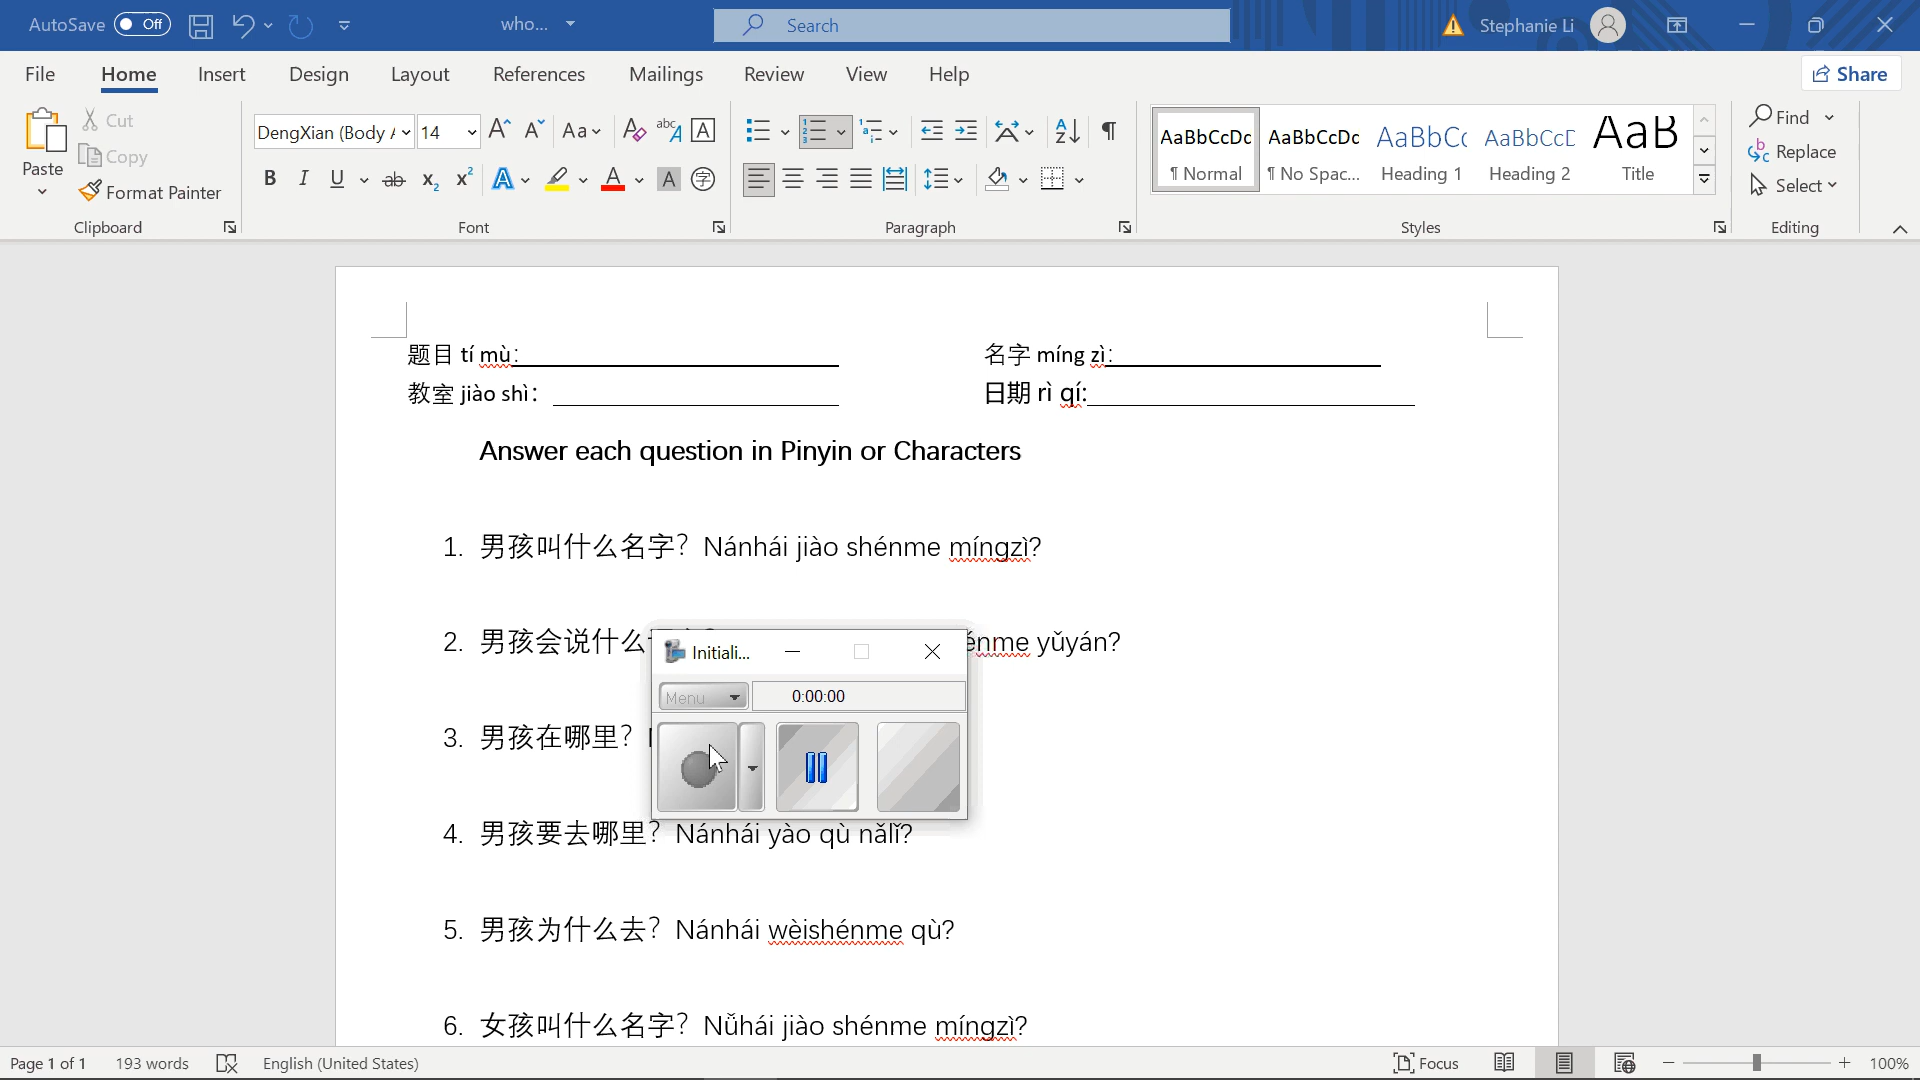 AutoSave Off who... Search Stephanie Li
File Home Insert Design Layout References Mailings Review View Help Share
Paste Cut Copy Format Painter
DengXian (Body 14
AaBbCcDc AaBbCcDc AaBbC AaBbCcD AaB
¶ Normal ¶ No Spac... Heading 1 Heading 2 Title
Find Replace Select
Clipboard Font Paragraph Styles Editing
题目 tí mù: 名字 míng zì:
教室 jiào shì: 日期 rì qí:
Answer each question in Pinyin or Characters
1. 男孩叫什么名字? Nánhái jiào shénme míngzì?
2. 男孩会说什么 énme yǔyán?
Initiali...
Menu 0:00:00
3. 男孩在哪里?
4. 男孩要去哪里? Nánhái yào qù nǎlǐ?
5. 男孩为什么去? Nánhái wèishénme qù?
6. 女孩叫什么名字? Nǚhái jiào shénme míngzì?
Page 1 of 1 193 words English (United States) Focus 100%